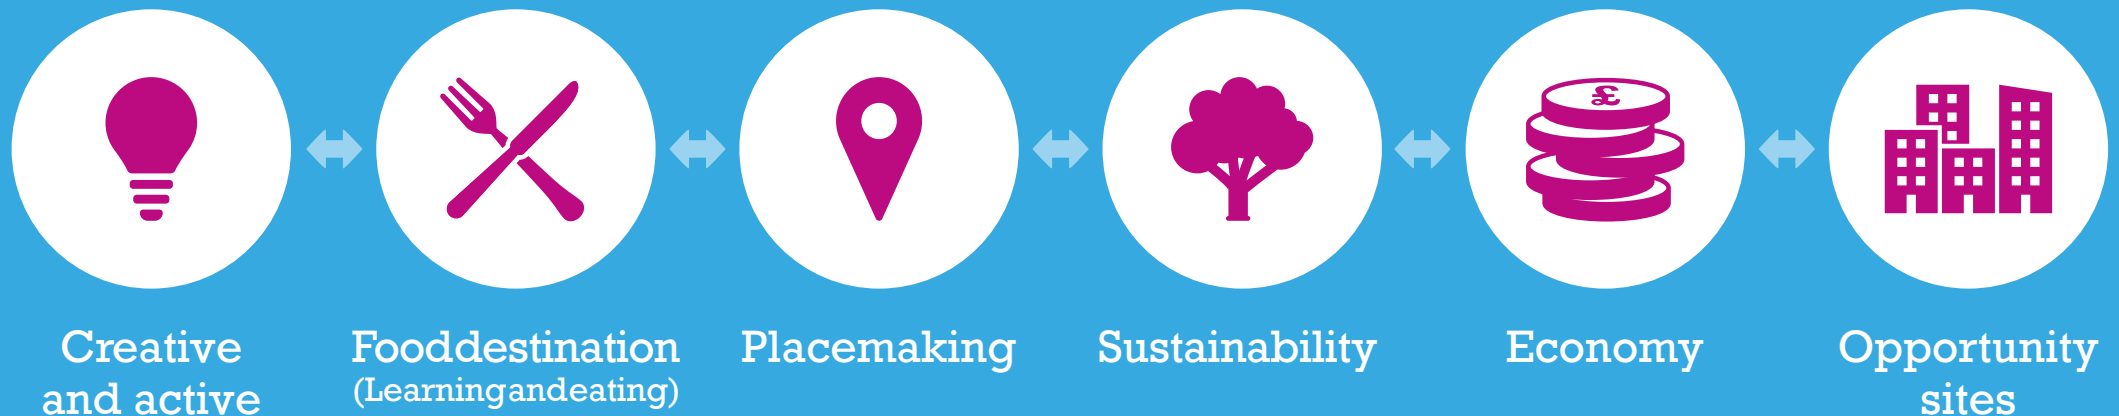 £
Creative
and active
Fooddestination
(Learningandeating)
Placemaking
Sustainability
Economy
Opportunity
sites